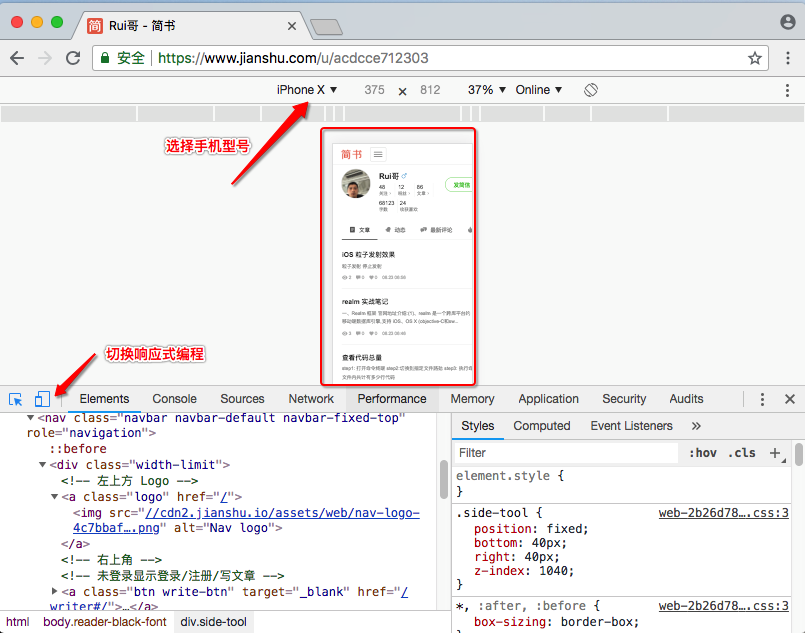 简 Rui哥 - 简书
安全 https://www.jianshu.com/u/acdcce712303
iPhone X 375 × 812 37% Online
选择手机型号
简书
Rui哥
48 12 86
关注 粉丝 文章
发简信
68123 24
字数 收获喜欢
文章 动态 最新评论
iOS 粒子发射效果
粒子发射 停止发射
realm 实战笔记
一、Realm 框架 官网地址介绍:(1)、realm 是一个跨库平台的
移动端数据库引擎,支持 iOS、OS X (objective-C和Sw...
查看代码总量
step1: 打开命令终端 step2:切换到指定文件路劲 step3: 执行
文件内共计有多少行代码
切换响应式编程
Elements Console Sources Network Performance Memory Application Security Audits
<nav class="navbar navbar-default navbar-fixed-top"
role="navigation">
::before
<div class="width-limit">
<!-- 左上方 Logo -->
<a class="logo" href="/">
<img src="//cdn2.jianshu.io/assets/web/nav-logo-
4c7bbaf….png" alt="Nav logo">
</a>
<!-- 右上角 -->
<!-- 未登录显示登录/注册/写文章 -->
<a class="btn write-btn" target="_blank" href="/
writer#/">…</a>
html body.reader-black-font div.side-tool
Styles Computed Event Listeners »
Filter :hov .cls +
element.style {
}
.side-tool { web-2b26d78….css:3
position: fixed;
bottom: 40px;
right: 40px;
z-index: 1040;
}
*, :after, :before { web-2b26d78….css:3
box-sizing: border-box;